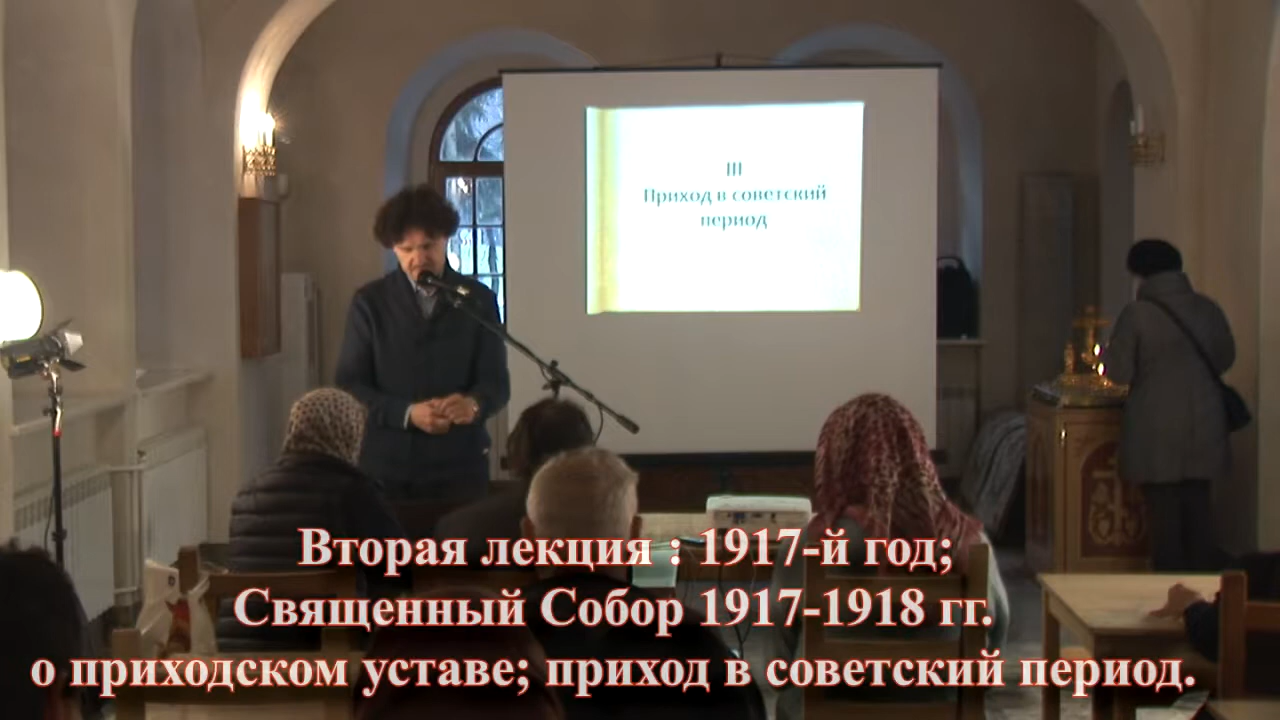 III
Приход в советский
период
Вторая лекция : 1917-й год;
Священный Собор 1917-1918 гг.
о приходском уставе; приход в советский период.